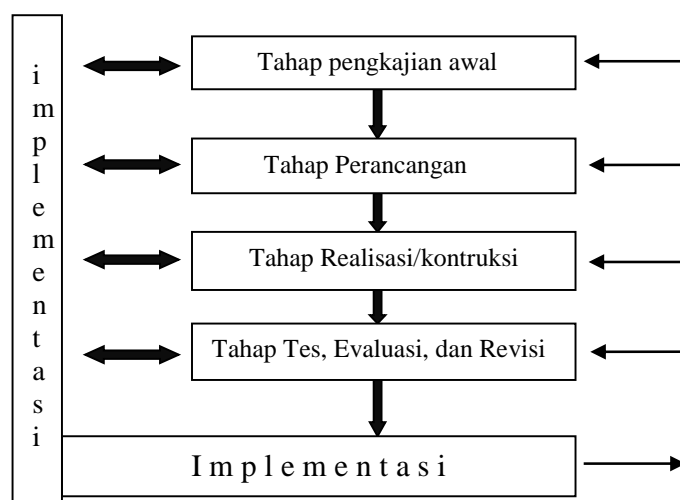 implementasi
Tahap pengkajian awal
Tahap Perancangan
Tahap Realisasi/kontruksi
Tahap Tes, Evaluasi, dan Revisi
I m p l e m e n t a s i